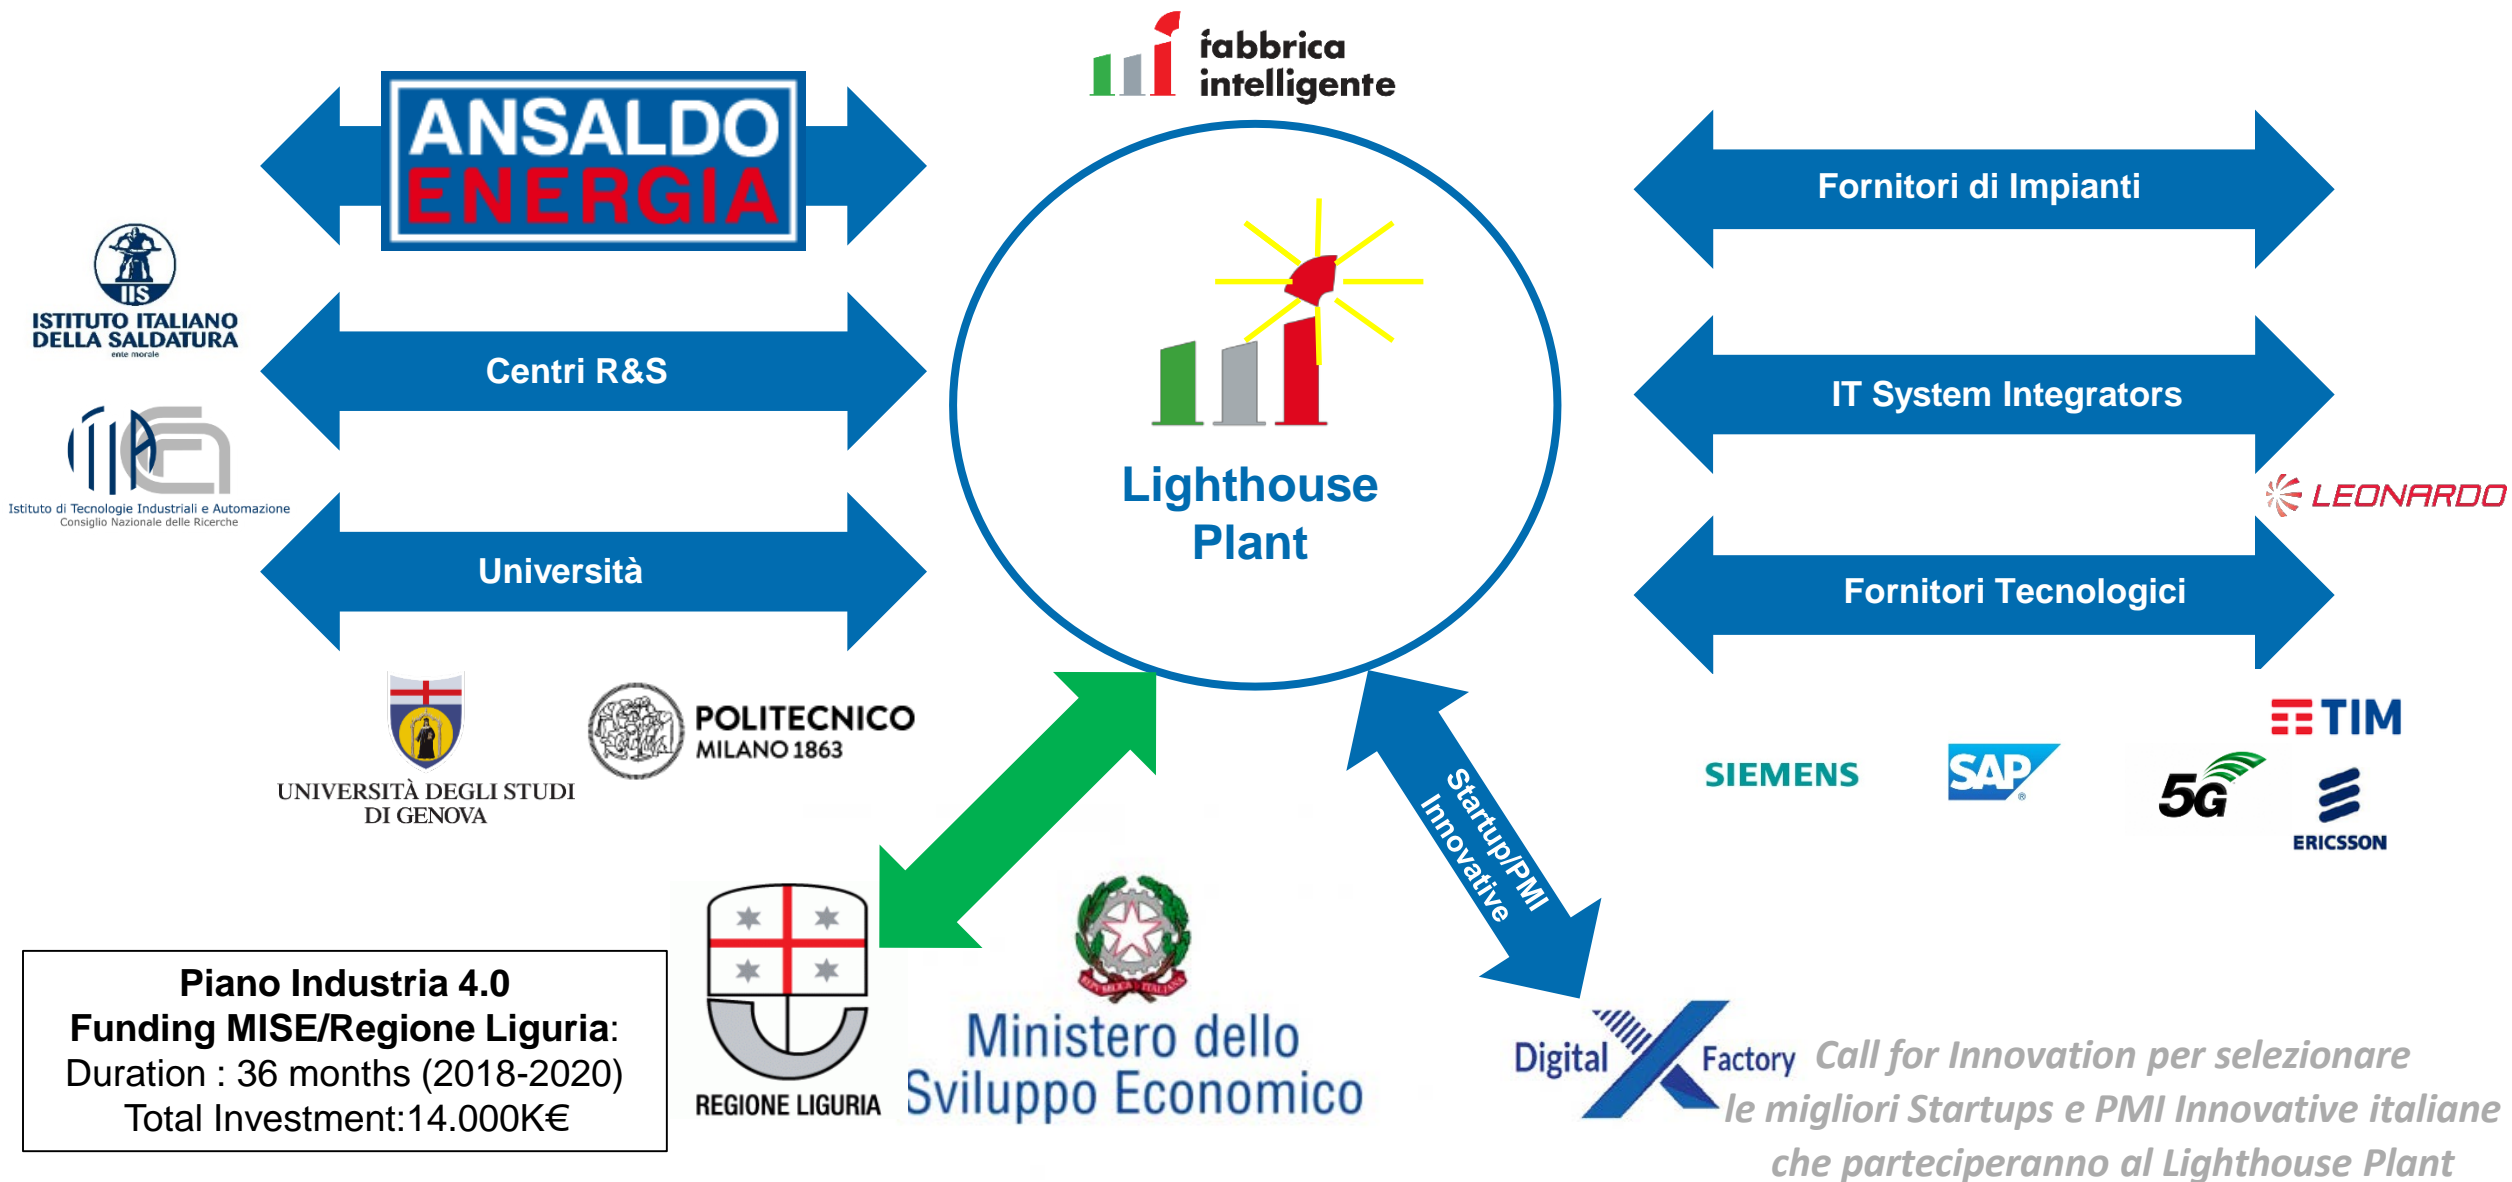 fabbrica
intelligente
ANSALDO
ENERGIA
Fornitori di Impianti
IIS
ISTITUTO ITALIANO
DELLA SALDATURA
ente morale
Centri R&S
IT System Integrators
Istituto di Tecnologie Industriali e Automazione
Consiglio Nazionale delle Ricerche
Lighthouse
Plant
LEONARDO
Università
Fornitori Tecnologici
UNIVERSITÀ DEGLI STUDI
DI GENOVA
POLITECNICO
MILANO 1863
Startup/PMI
Innovative
SIEMENS
SAP
®
5G
TIM
ERICSSON
Piano Industria 4.0
Funding MISE/Regione Liguria:
Duration : 36 months (2018-2020)
Total Investment:14.000K€
REGIONE LIGURIA
REPVBBLICA ITALIANA
Ministero dello
Sviluppo Economico
Digital X Factory
Call for Innovation per selezionare
le migliori Startups e PMI Innovative italiane
che parteciperanno al Lighthouse Plant